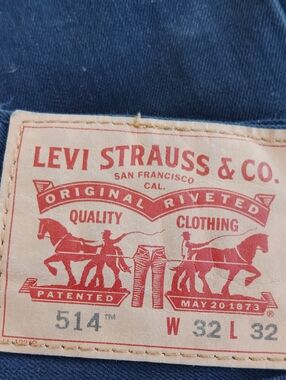 LEVI STRAUSS & CO.
SAN FRANCISCO
CAL.
ORIGINAL RIVETED
QUALITY CLOTHING
PATENTED MAY 20 1873 ®
514™ W 32 L 32